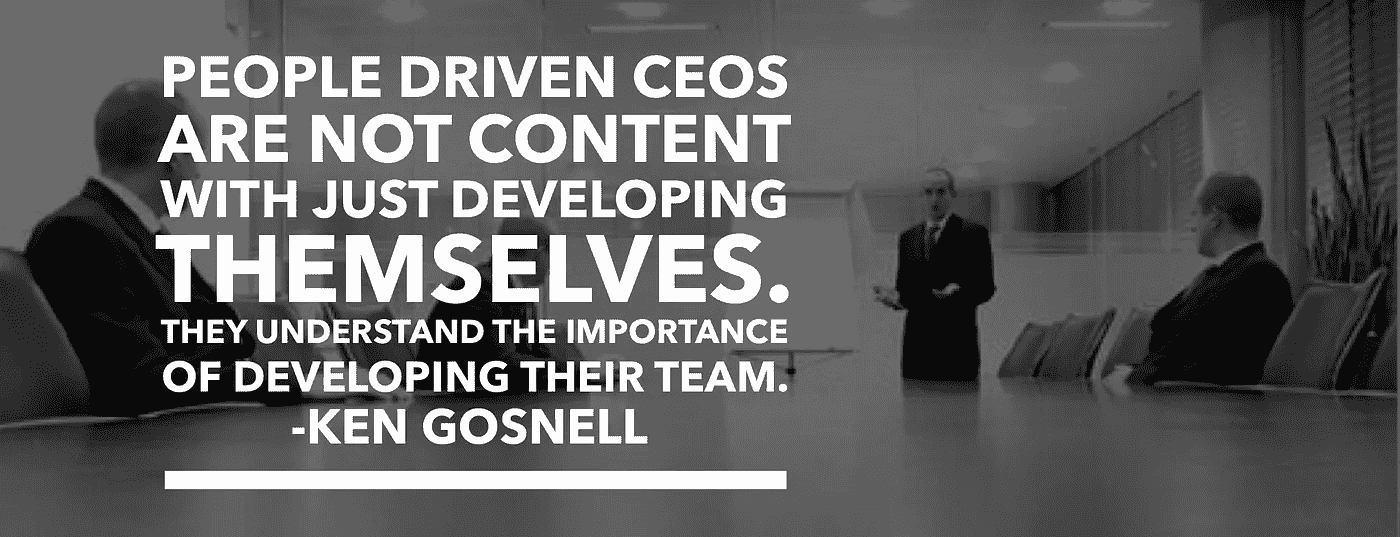 PEOPLE DRIVEN CEOS
ARE NOT CONTENT
WITH JUST DEVELOPING
THEMSELVES.
THEY UNDERSTAND THE IMPORTANCE
OF DEVELOPING THEIR TEAM.
-KEN GOSNELL